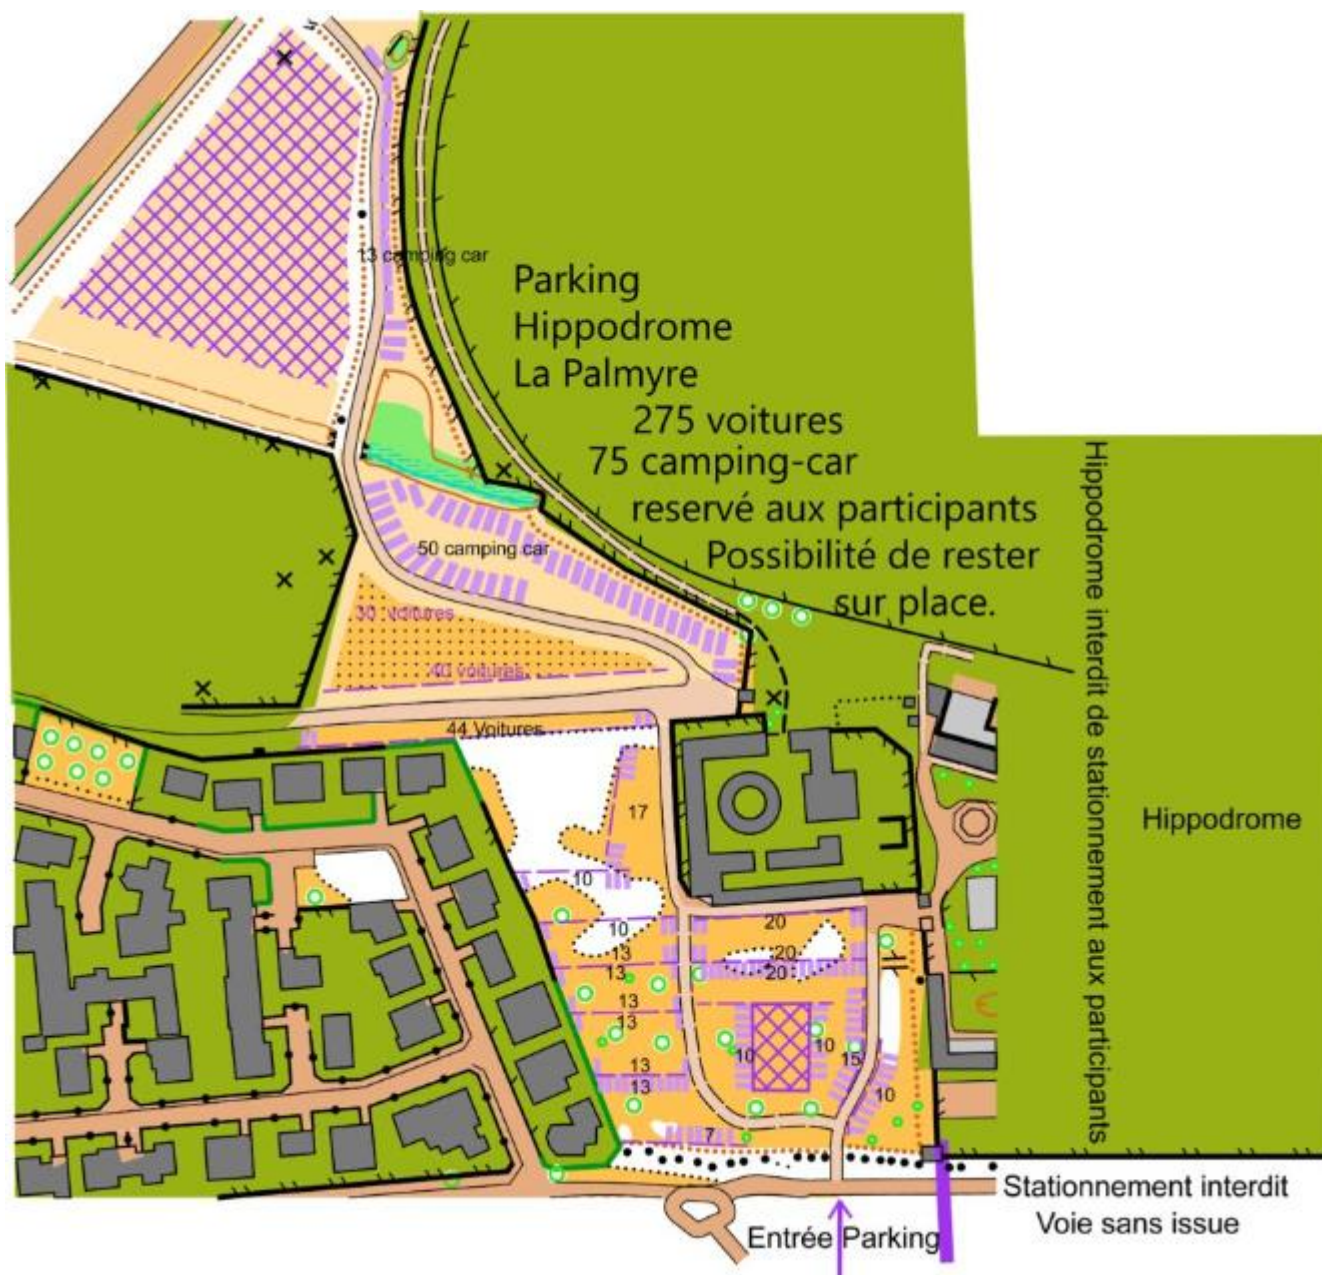 13 camping car
Parking
Hippodrome
La Palmyre
275 voitures
75 camping-car
reservé aux participants
Possibilité de rester
sur place.
50 camping car
30 voitures
40 voitures
44 Voitures
17
10
10
13
13
13
13
13
13
7
20
20
20
10
10
15
10
Hippodrome interdit de stationnement aux participants
Hippodrome
Stationnement interdit
Voie sans issue
Entrée Parking